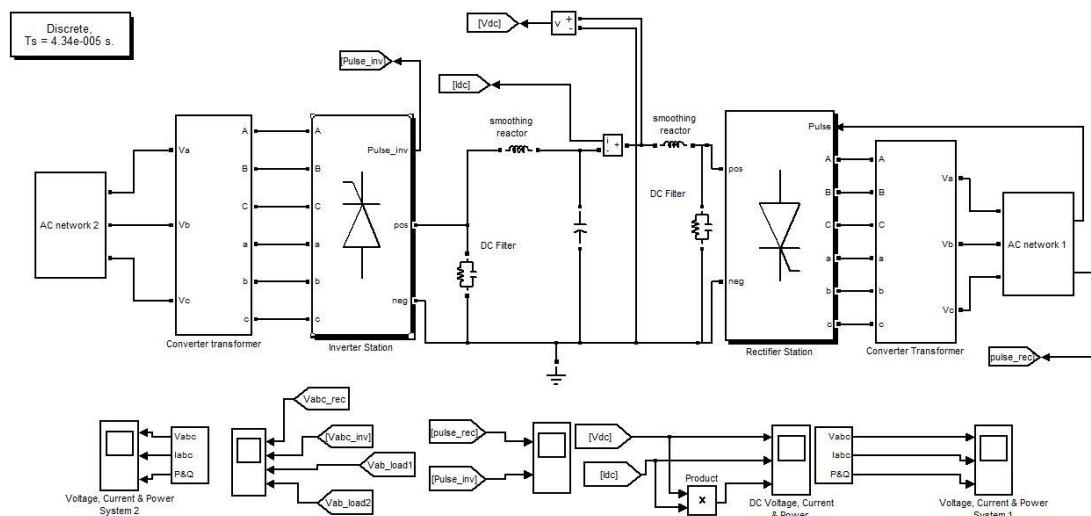 Discrete,
Ts = 4.34e-005 s.
[Vdc]
v
+
-
[Pulse_inv]
[Idc]
smoothing
reactor
i
+
-
smoothing
reactor
Pulse
A
B
C
a
b
c
A
B
C
a
b
c
Pulse_inv
pos
neg
Va
Vb
Vc
AC network 2
DC Filter
DC Filter
pos
neg
A
B
C
a
b
c
A
B
C
a
b
c
Va
Vb
Vc
AC network 1
Converter transformer
Inverter Station
Rectifier Station
Converter Transformer
pulse_rec]
Vabc_rec
[Vabc_inv]
Vab_load1
Vab_load2
Vabc
Iabc
P&Q
Voltage, Current & Power
System 2
[pulse_rec]
[Pulse_inv]
[Vdc]
[Idc]
Product
×
DC Voltage, Current
& Power
Vabc
Iabc
P&Q
Voltage, Current & Power
System 1